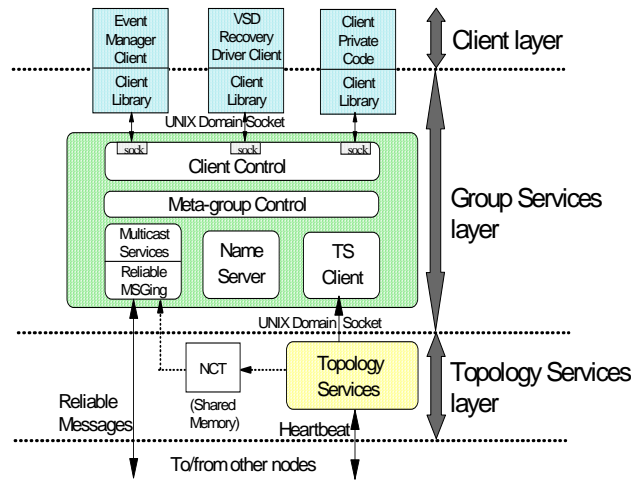 Event
Manager
Client
Client
Library
VSD
Recovery
Driver Client
Client
Library
Client
Private
Code
Client
Library
Client layer
UNIX Domain Socket
sock
sock
sock
Client Control
Meta-group Control
Multicast
Services
Reliable
MSGing
Name
Server
TS
Client
Group Services
layer
UNIX Domain Socket
NCT
(Shared
Memory)
Topology
Services
Topology Services
layer
Reliable
Messages
Heartbeat
To/from other nodes